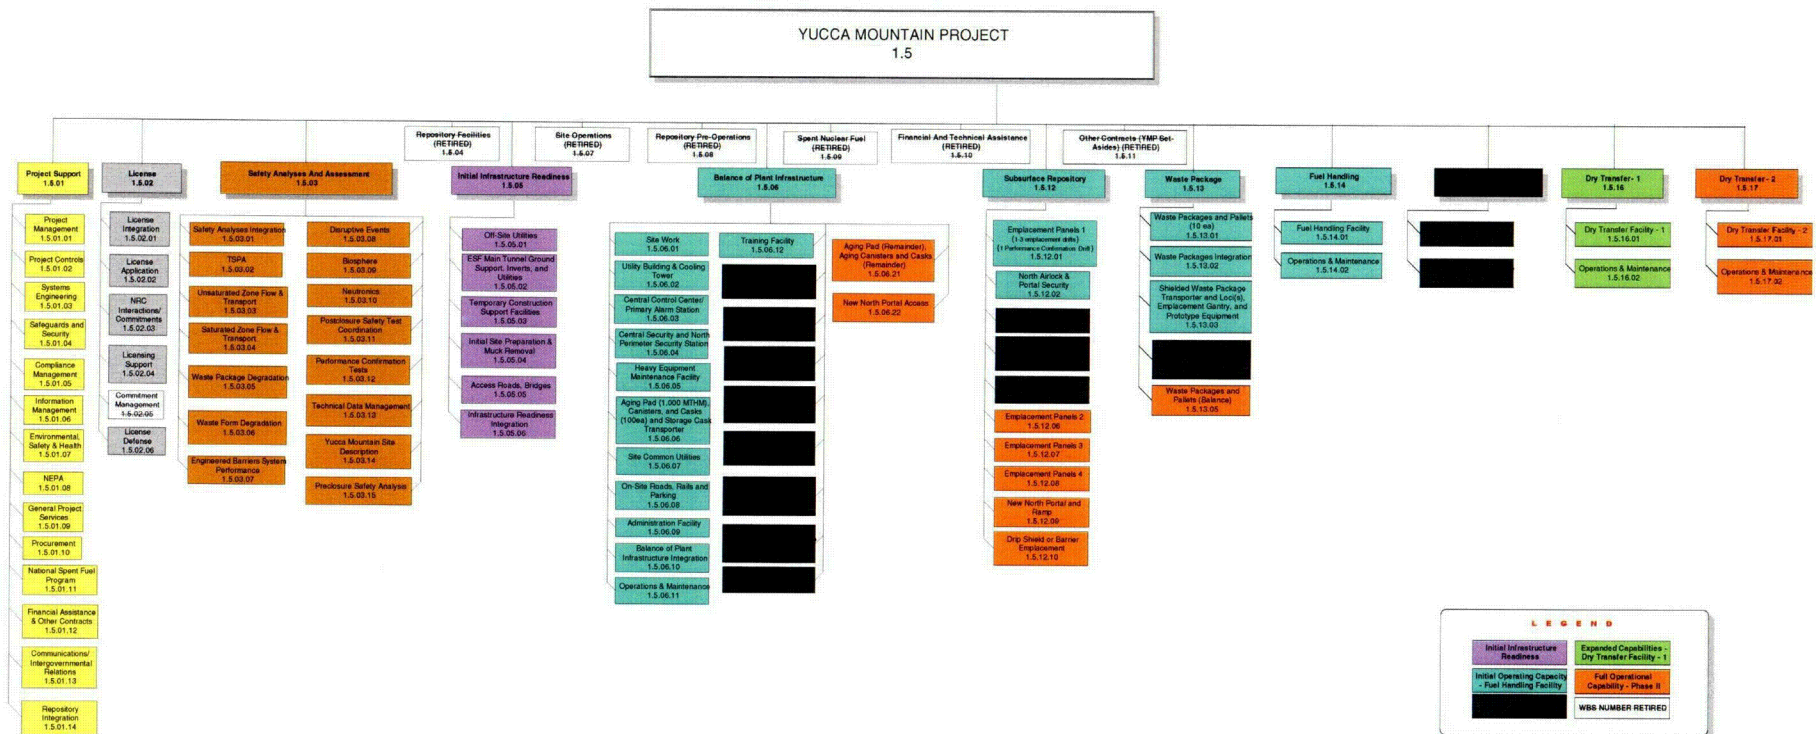 YUCCA MOUNTAIN PROJECT
1.5
Repository Facilities
(RETIRED)
1.5.04
Site Operations
(RETIRED)
1.5.07
Repository Pre-Operations
(RETIRED)
1.5.08
Spent Nuclear Fuel
(RETIRED)
1.5.09
Financial And Technical Assistance
(RETIRED)
1.5.10
Other Contracts (YMP Set-
Asides) (RETIRED)
1.5.11
Project Support
1.5.01
License
1.5.02
Safety Analyses And Assessment
1.5.03
Initial Infrastructure Readiness
1.5.05
Balance of Plant Infrastructure
1.5.06
Subsurface Repository
1.5.12
Waste Package
1.5.13
Fuel Handling
1.5.14
Dry Transfer- 1
1.5.16
Dry Transfer - 2
1.5.17
Project
Management
1.5.01.01
Project Controls
1.5.01.02
Systems
Engineering
1.5.01.03
Safeguards and
Security
1.5.01.04
Compliance
Management
1.5.01.05
Information
Management
1.5.01.06
Environmental,
Safety & Health
1.5.01.07
NEPA
1.5.01.08
General Project
Services
1.5.01.09
Procurement
1.5.01.10
National Spent Fuel
Program
1.5.01.11
Financial Assistance
& Other Contracts
1.5.01.12
Communications/
Intergovernmental
Relations
1.5.01.13
Repository
Integration
1.5.01.14
License
Integration
1.5.02.01
License
Application
1.5.02.02
NRC
Interactions/
Commitments
1.5.02.03
Licensing
Support
1.5.02.04
Commitment
Management
1.5.02.05
License
Defense
1.5.02.06
Safety Analyses Integration
1.5.03.01
TSPA
1.5.03.02
Unsaturated Zone Flow &
Transport
1.5.03.03
Saturated Zone Flow &
Transport
1.5.03.04
Waste Package Degradation
1.5.03.05
Waste Form Degradation
1.5.03.06
Engineered Barriers System
Performance
1.5.03.07
Disruptive Events
1.5.03.08
Biosphere
1.5.03.09
Neutronics
1.5.03.10
Postclosure Safety Test
Coordination
1.5.03.11
Performance Confirmation
Tests
1.5.03.12
Technical Data Management
1.5.03.13
Yucca Mountain Site
Description
1.5.03.14
Preclosure Safety Analysis
1.5.03.15
Off-Site Utilities
1.5.05.01
ESF Main Tunnel Ground
Support, Inverts, and
Utilities
1.5.05.02
Temporary Construction
Support Facilities
1.5.05.03
Initial Site Preparation &
Muck Removal
1.5.05.04
Access Roads, Bridges
1.5.05.05
Infrastructure Readiness
Integration
1.5.05.06
Site Work
1.5.06.01
Utility Building & Cooling
Tower
1.5.06.02
Central Control Center/
Primary Alarm Station
1.5.06.03
Central Security and North
Perimeter Security Station
1.5.06.04
Heavy Equipment
Maintenance Facility
1.5.06.05
Aging Pad (1,000 MTHM),
Canisters, and Casks
(100ea) and Storage Cask
Transporter
1.5.06.06
Site Common Utilities
1.5.06.07
On-Site Roads, Rails and
Parking
1.5.06.08
Administration Facility
1.5.06.09
Balance of Plant
Infrastructure Integration
1.5.06.10
Operations & Maintenance
1.5.06.11
Training Facility
1.5.06.12
Aging Pad (Remainder),
Aging Canisters and Casks
(Remainder)
1.5.06.21
New North Portal Access
1.5.06.22
Emplacement Panels 1
(1-3 emplacement drifts)
(1 Performance Confirmation Drift)
1.5.12.01
North Airlock &
Portal Security
1.5.12.02
Emplacement Panels 2
1.5.12.06
Emplacement Panels 3
1.5.12.07
Emplacement Panels 4
1.5.12.08
New North Portal and
Ramp
1.5.12.09
Drip Shield or Barrier
Emplacement
1.5.12.10
Waste Packages and Pallets
(10 ea)
1.5.13.01
Waste Packages Integration
1.5.13.02
Shielded Waste Package
Transporter and Loci(s),
Emplacement Gantry, and
Prototype Equipment
1.5.13.03
Waste Packages and
Pallets (Balance)
1.5.13.05
Fuel Handling Facility
1.5.14.01
Operations & Maintenance
1.5.14.02
Dry Transfer Facility - 1
1.5.16.01
Operations & Maintenance
1.5.16.02
Dry Transfer Facility - 2
1.5.17.01
Operations & Maintenance
1.5.17.02
LEGEND
Initial Infrastructure
Readiness
Expanded Capabilities -
Dry Transfer Facility - 1
Initial Operating Capacity
- Fuel Handling Facility
Full Operational
Capability - Phase II
WBS NUMBER RETIRED